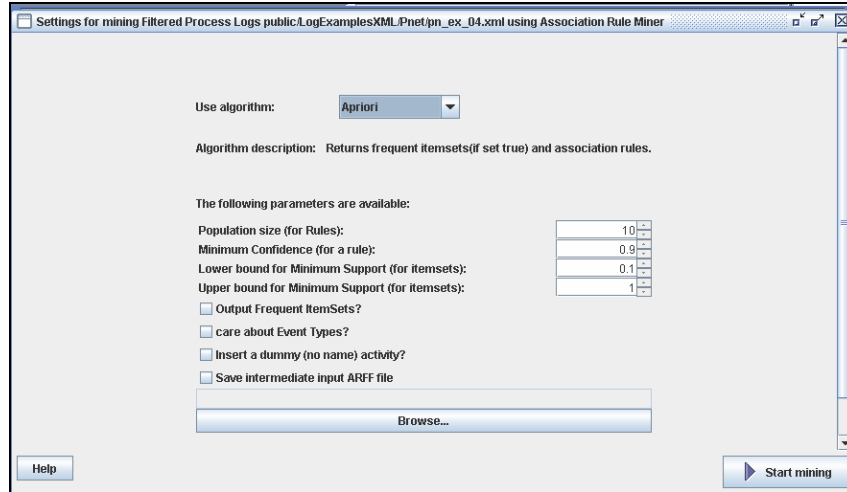 Settings for mining Filtered Process Logs public/LogExamplesXML/Pnet/pn_ex_04.xml using Association Rule Miner
Use algorithm: Apriori
Algorithm description: Returns frequent itemsets(if set true) and association rules.
The following parameters are available:
Population size (for Rules): 10
Minimum Confidence (for a rule): 0.9
Lower bound for Minimum Support (for itemsets): 0.1
Upper bound for Minimum Support (for itemsets): 1
Output Frequent ItemSets?
care about Event Types?
Insert a dummy (no name) activity?
Save intermediate input ARFF file
Browse...
Help
Start mining